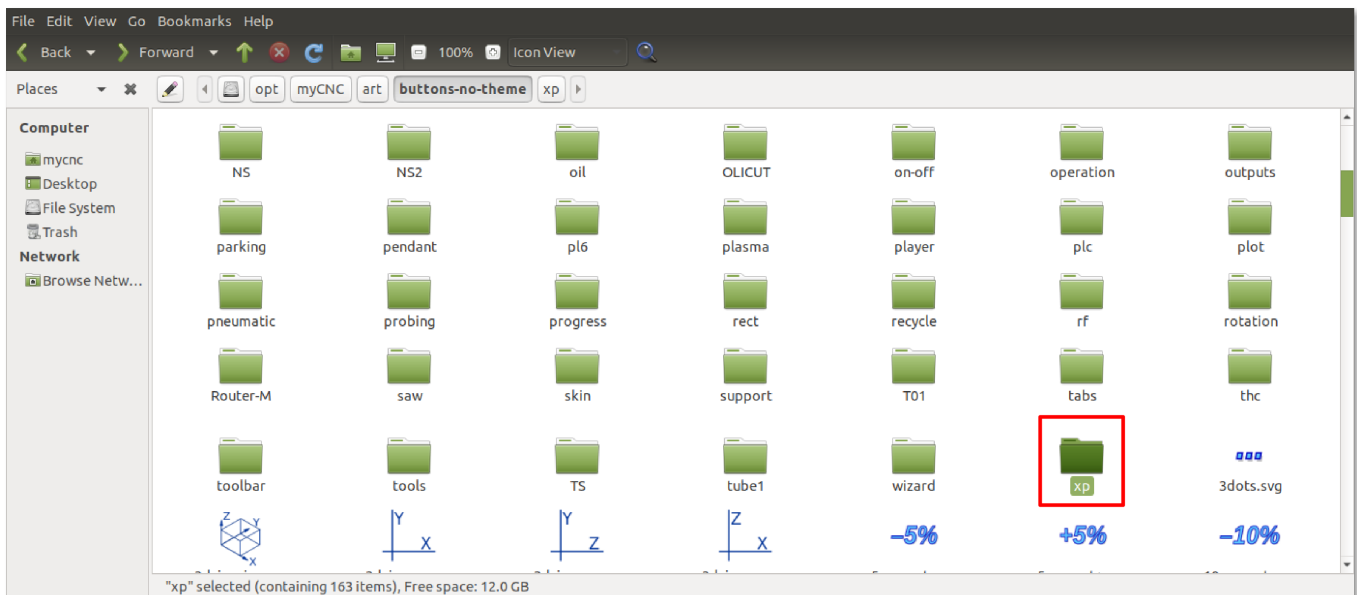 File Edit View Go Bookmarks Help
Back Forward 100% Icon View
Places opt myCNC art buttons-no-theme xp
Computer
mycnc
Desktop
File System
Trash
Network
Browse Netw...
NS NS2 oil OLICUT on-off operation outputs
parking pendant pl6 plasma player plc plot
pneumatic probing progress rect recycle rf rotation
Router-M saw skin support T01 tabs thc
toolbar tools TS tube1 wizard xp 3dots.svg
Z Y X
Y X
Y Z
Z X
-5% +5% -10%
"xp" selected (containing 163 items), Free space: 12.0 GB